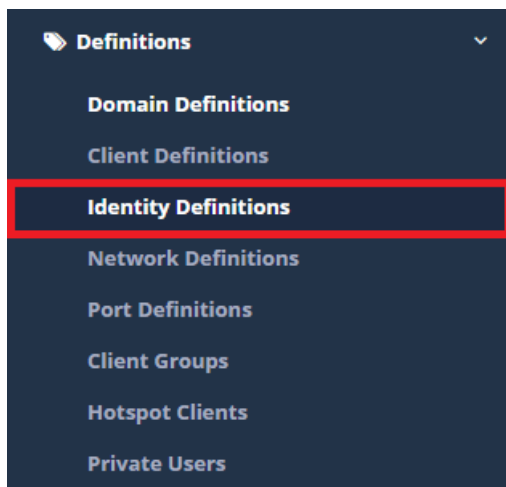 Definitions
Domain Definitions
Client Definitions
Identity Definitions
Network Definitions
Port Definitions
Client Groups
Hotspot Clients
Private Users